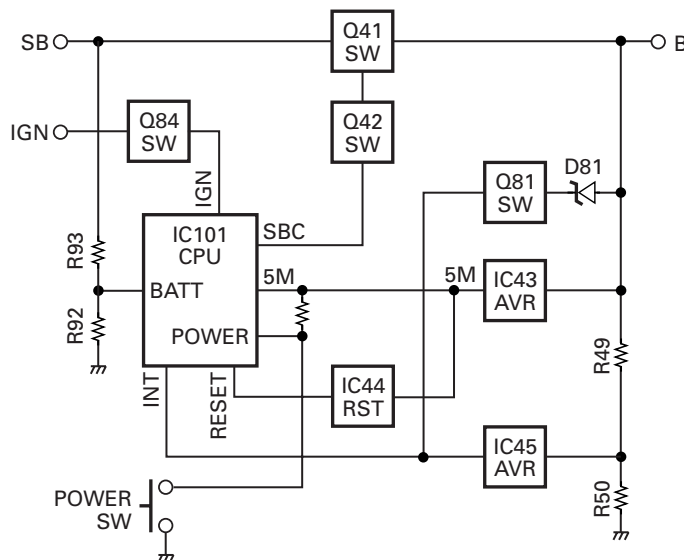 SB
Q41
SW
B
IGN
Q84
SW
Q42
SW
IGN
Q81
SW
D81
R93
IC101
CPU
SBC
5M
5M
IC43
AVR
BATT
R92
POWER
R49
INT
RESET
IC44
RST
IC45
AVR
POWER
SW
R50